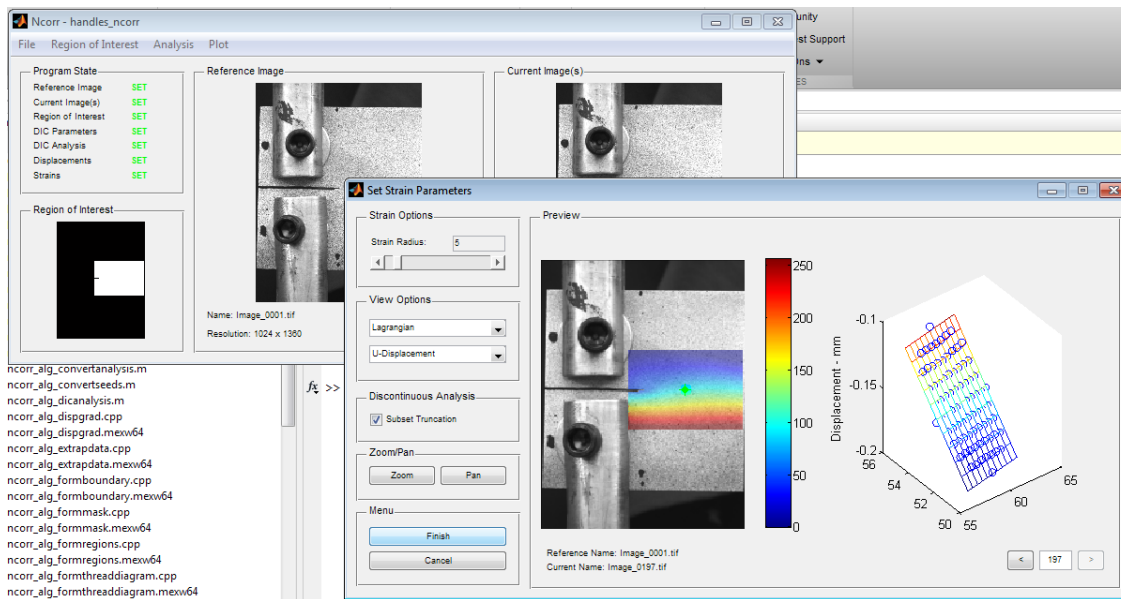 Ncorr - handles_ncorr
File Region of Interest Analysis Plot
Program State
Reference Image SET
Current Image(s) SET
Region of Interest SET
DIC Parameters SET
DIC Analysis SET
Displacements SET
Strains SET
Region of Interest
Reference Image
Name: Image_0001.tif
Resolution: 1024 x 1360
Current Image(s)
unity
st Support
ns
ES
ncorr_alg_convertanalysis.m
ncorr_alg_convertseeds.m
ncorr_alg_dicanalysis.m
ncorr_alg_dispgrad.cpp
ncorr_alg_dispgrad.mexw64
ncorr_alg_extrapdata.cpp
ncorr_alg_extrapdata.mexw64
ncorr_alg_formboundary.cpp
ncorr_alg_formboundary.mexw64
ncorr_alg_formmask.cpp
ncorr_alg_formmask.mexw64
ncorr_alg_formregions.cpp
ncorr_alg_formregions.mexw64
ncorr_alg_formthreaddiagram.cpp
ncorr_alg_formthreaddiagram.mexw64
fx >>
Set Strain Parameters
Strain Options
Strain Radius: 5
View Options
Lagrangian
U-Displacement
Discontinuous Analysis
Subset Truncation
Zoom/Pan
Zoom Pan
Menu
Finish
Cancel
Preview
250
200
150
100
50
0
Displacement - mm
-0.1
-0.15
-0.2
56
54
52
50
55
60
65
Reference Name: Image_0001.tif
Current Name: Image_0197.tif
< 197 >